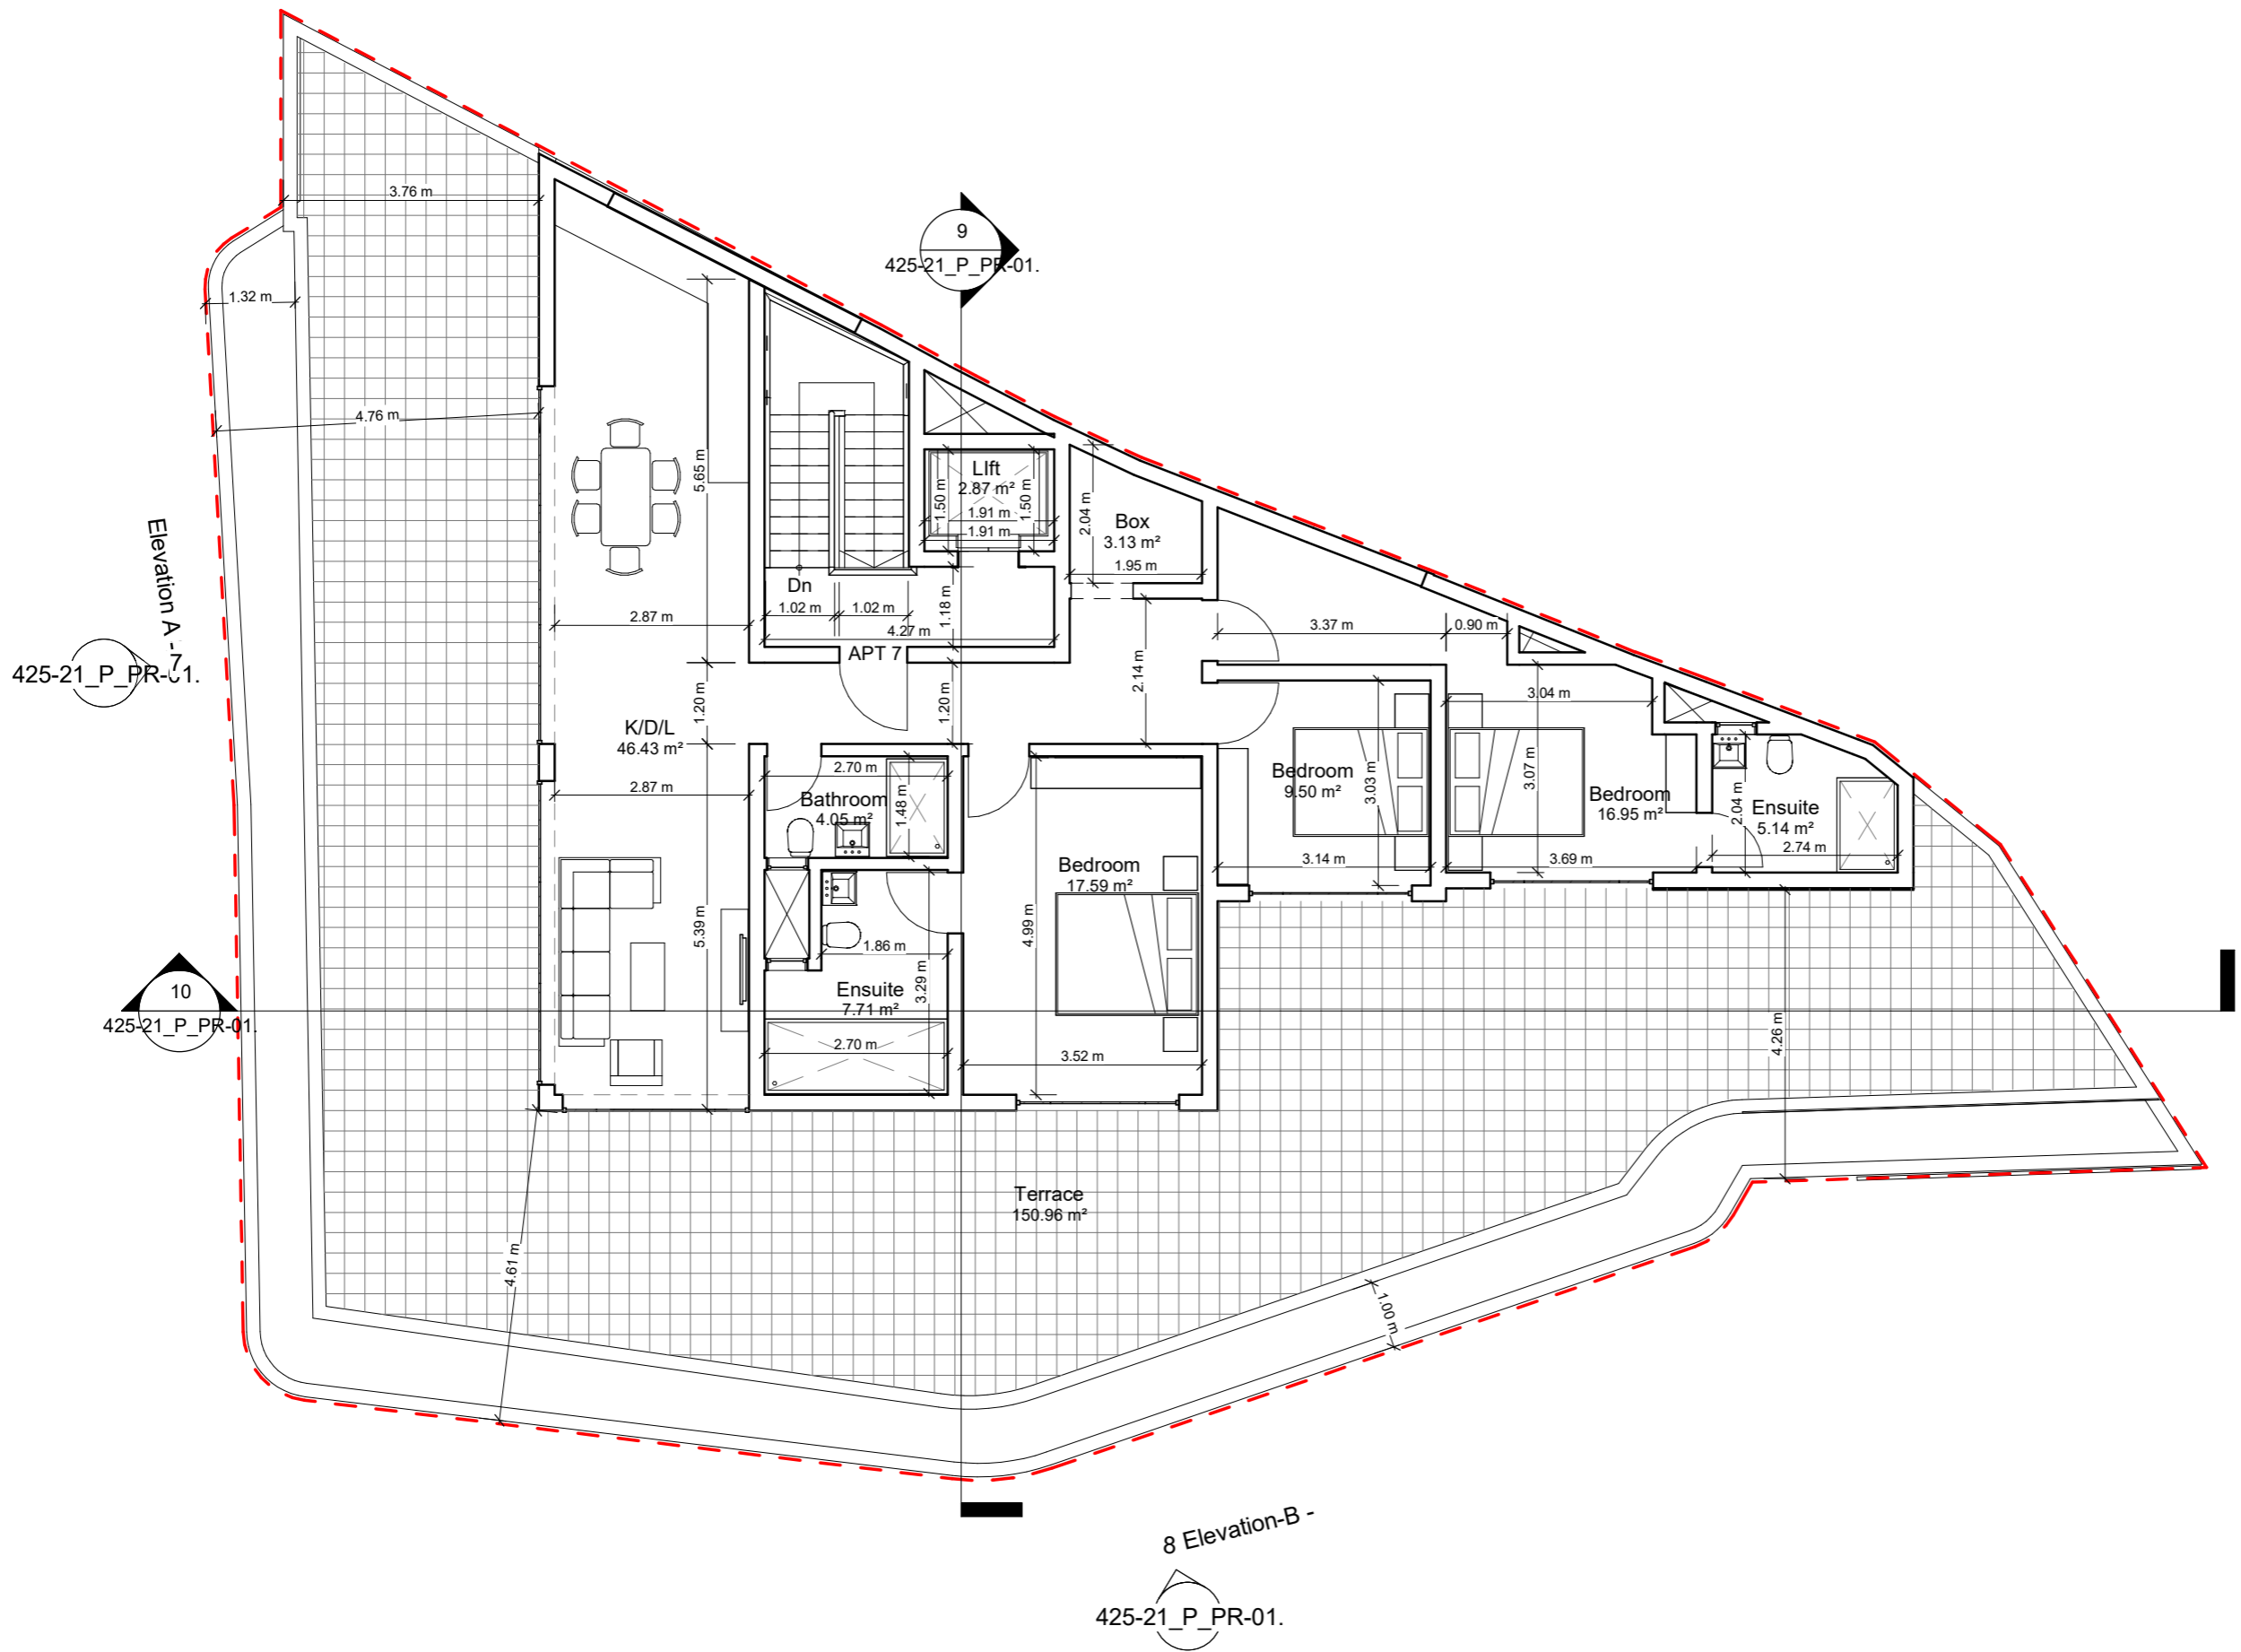 3.76 m
9
425-21_P_PR-01.
1.32 m
4.76 m
5.65 m
LIft
2.87 m²
1.50 m
1.50 m
1.91 m
1.91 m
2.04 m
Box
3.13 m²
1.95 m
Elevation A - 7
425-21_P_PR-01.
Dn
1.02 m
1.02 m
1.18 m
2.87 m
4.27 m
APT 7
3.37 m
0.90 m
2.14 m
1.20 m
1.20 m
K/D/L
46.43 m²
3.04 m
2.87 m
2.70 m
Bathroom
4.05 m²
1.48 m
Bedroom
9.50 m²
3.03 m
3.07 m
Bedroom
16.95 m²
2.04 m
Ensuite
5.14 m²
2.74 m
3.14 m
3.69 m
Bedroom
17.59 m²
5.39 m
4.99 m
1.86 m
3.29 m
Ensuite
7.71 m²
2.70 m
3.52 m
10
425-21_P_PR-01.
4.26 m
Terrace
150.96 m²
4.61 m
1.00 m
8 Elevation-B -
425-21_P_PR-01.